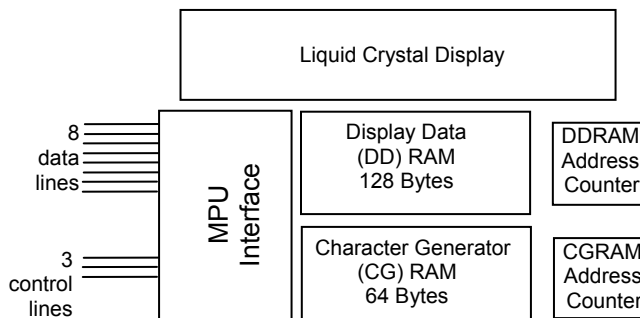 Liquid Crystal Display
8
data
lines
MPU
Interface
Display Data
(DD) RAM
128 Bytes
DDRAM
Address
Counter
3
control
lines
Character Generator
(CG) RAM
64 Bytes
CGRAM
Address
Counter